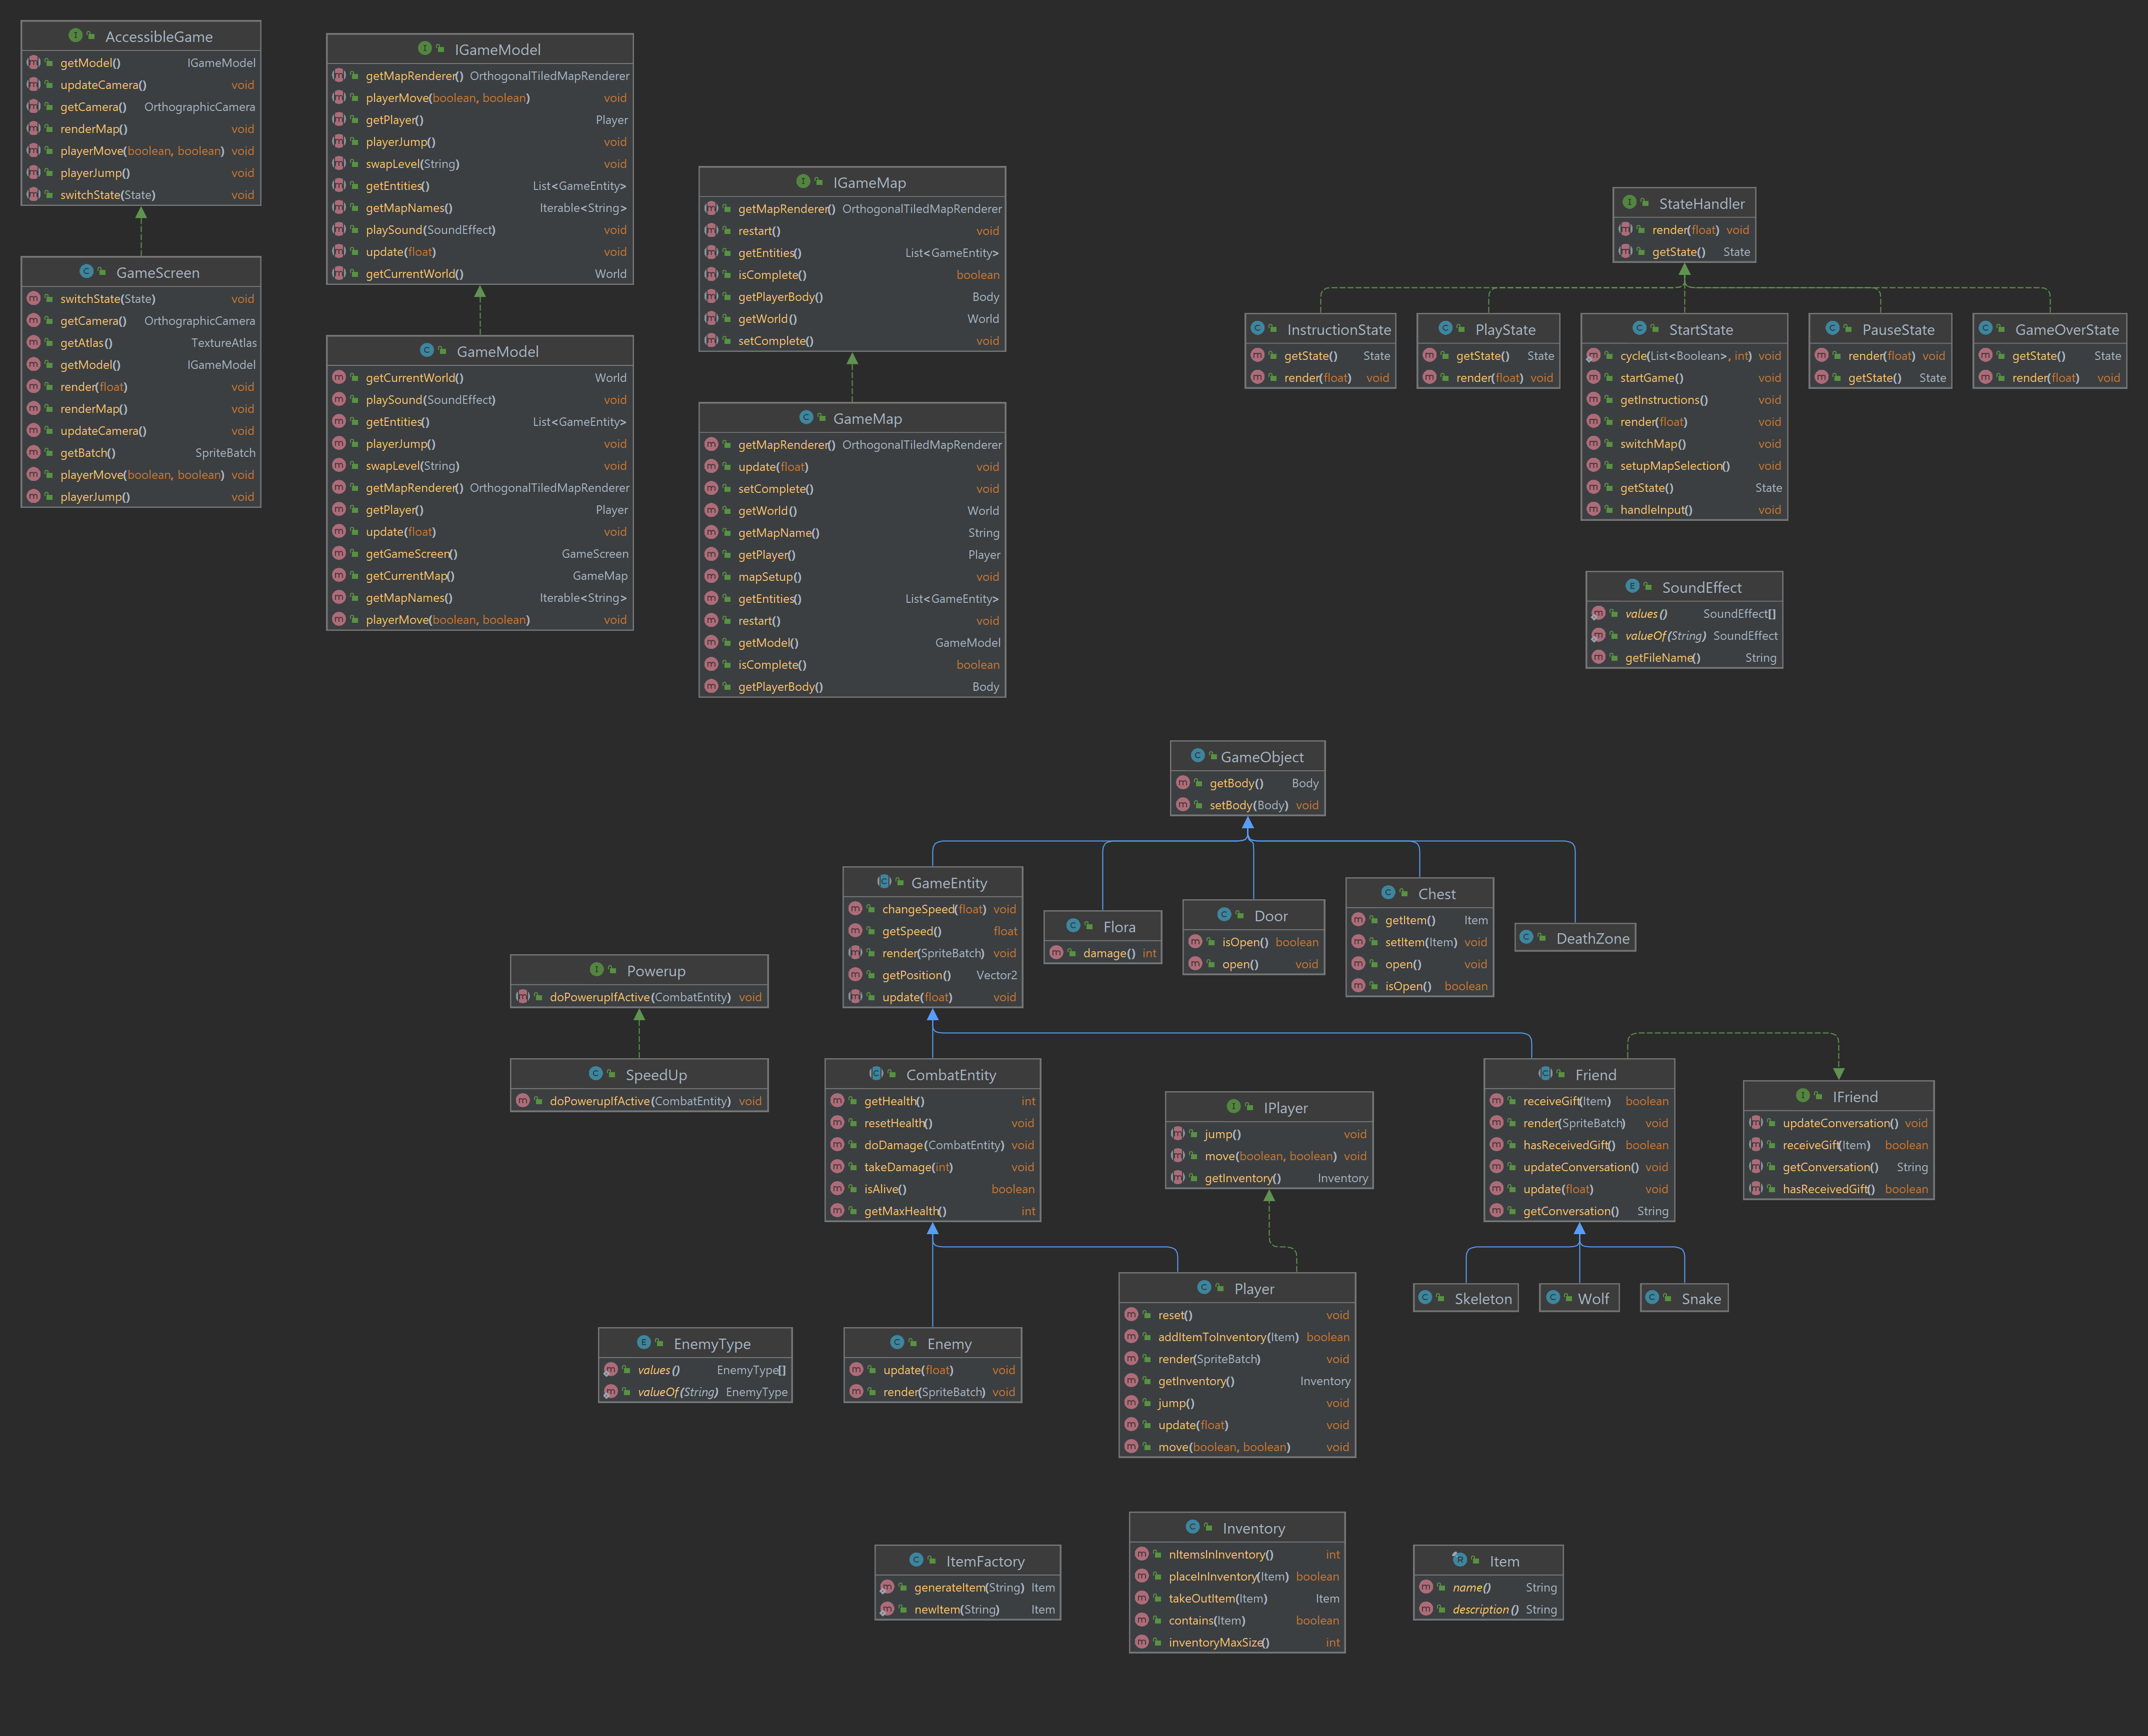 AccessibleGame
getModel() IGameModel
updateCamera() void
getCamera() OrthographicCamera
renderMap() void
playerMove(boolean, boolean) void
playerJump() void
switchState(State) void
GameScreen
switchState(State) void
getCamera() OrthographicCamera
getAtlas() TextureAtlas
getModel() IGameModel
render(float) void
renderMap() void
updateCamera() void
getBatch() SpriteBatch
playerMove(boolean, boolean) void
playerJump() void
IGameModel
getMapRenderer() OrthogonalTiledMapRenderer
playerMove(boolean, boolean) void
getPlayer() Player
playerJump() void
swapLevel(String) void
getEntities() List<GameEntity>
getMapNames() Iterable<String>
playSound(SoundEffect) void
update(float) void
getCurrentWorld() World
GameModel
getCurrentWorld() World
playSound(SoundEffect) void
getEntities() List<GameEntity>
playerJump() void
swapLevel(String) void
getMapRenderer() OrthogonalTiledMapRenderer
getPlayer() Player
update(float) void
getGameScreen() GameScreen
getCurrentMap() GameMap
getMapNames() Iterable<String>
playerMove(boolean, boolean) void
IGameMap
getMapRenderer() OrthogonalTiledMapRenderer
restart() void
getEntities() List<GameEntity>
isComplete() boolean
getPlayerBody() Body
getWorld() World
setComplete() void
GameMap
getMapRenderer() OrthogonalTiledMapRenderer
update(float) void
setComplete() void
getWorld() World
getMapName() String
getPlayer() Player
mapSetup() void
getEntities() List<GameEntity>
restart() void
getModel() GameModel
isComplete() boolean
getPlayerBody() Body
StateHandler
render(float) void
getState() State
InstructionState
getState() State
render(float) void
PlayState
getState() State
render(float) void
StartState
cycle(List<Boolean>, int) void
startGame() void
getInstructions() void
render(float) void
switchMap() void
setupMapSelection() void
getState() State
handleInput() void
PauseState
render(float) void
getState() State
GameOverState
getState() State
render(float) void
SoundEffect
values() SoundEffect[]
valueOf(String) SoundEffect
getFileName() String
GameObject
getBody() Body
setBody(Body) void
GameEntity
changeSpeed(float) void
getSpeed() float
render(SpriteBatch) void
getPosition() Vector2
update(float) void
Flora
damage() int
Door
isOpen() boolean
open() void
Chest
getItem() Item
setItem(Item) void
open() void
isOpen() boolean
DeathZone
Powerup
doPowerupIfActive(CombatEntity) void
SpeedUp
doPowerupIfActive(CombatEntity) void
CombatEntity
getHealth() int
resetHealth() void
doDamage(CombatEntity) void
takeDamage(int) void
isAlive() boolean
getMaxHealth() int
IPlayer
jump() void
move(boolean, boolean) void
getInventory() Inventory
Friend
receiveGift(Item) boolean
render(SpriteBatch) void
hasReceivedGift() boolean
updateConversation() void
update(float) void
getConversation() String
IFriend
updateConversation() void
receiveGift(Item) boolean
getConversation() String
hasReceivedGift() boolean
EnemyType
values() EnemyType[]
valueOf(String) EnemyType
Enemy
update(float) void
render(SpriteBatch) void
Player
reset() void
addItemToInventory(Item) boolean
render(SpriteBatch) void
getInventory() Inventory
jump() void
update(float) void
move(boolean, boolean) void
Skeleton
Wolf
Snake
ItemFactory
generateItem(String) Item
newItem(String) Item
Inventory
nItemsInInventory() int
placeInInventory(Item) boolean
takeOutItem(Item) Item
contains(Item) boolean
inventoryMaxSize() int
Item
name() String
description() String